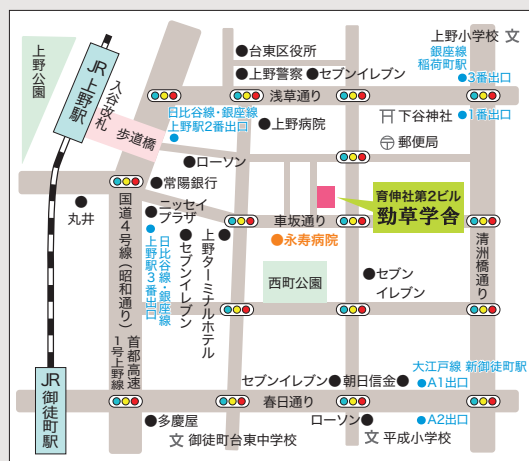 上野小学校 文
銀座線
稲荷町駅
●3番出口
●1番出口
上野公園
JR上野駅
入谷改札
歩道橋
●台東区役所
●上野警察
●セブンイレブン
浅草通り
日比谷線・銀座線
上野駅2番出口
●
●上野病院
下谷神社
〒郵便局
●ローソン
●常陽銀行
丸井
国道4号線(昭和通り)
●ニッセイ
プラザ
日比谷線・銀座線
●上野駅3番出口
●セブンイレブン
上野ターミナルホテル
車坂通り
育伸社第2ビル
勁草学舎
●永寿病院
西町公園
●セブン
イレブン
清洲橋通り
首都高速
1号上野線
JR御徒町駅
大江戸線 新御徒町駅
●A1出口
●A2出口
セブンイレブン●
朝日信金●
春日通り
●多慶屋
文 御徒町台東中学校
ローソン●
文 平成小学校